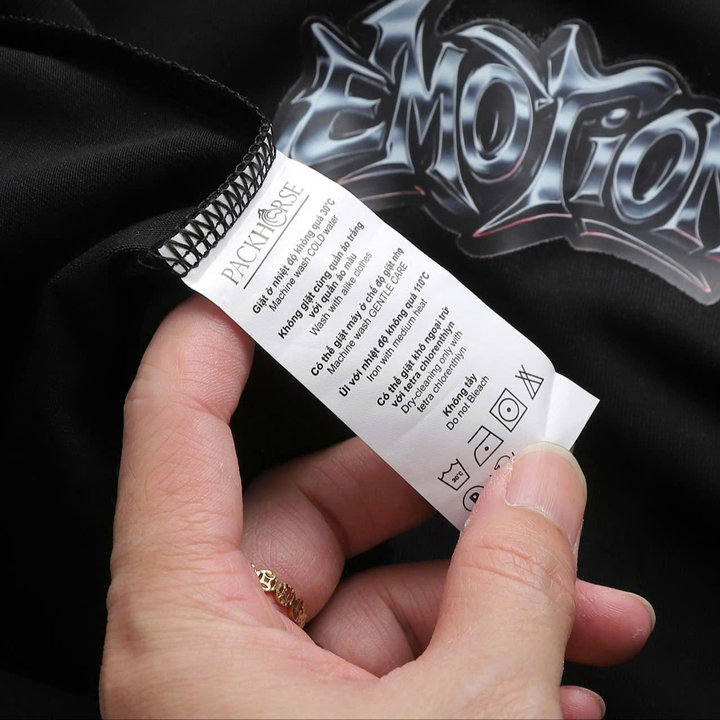 EMOTION
PACKHORSE
Giặt ở nhiệt độ không quá 30°C
Machine wash COLD water
Không giặt cùng quần áo trắng
với quần áo màu
Wash with alike clothes
Có thể giặt máy ở chế độ giặt nhẹ
Machine wash GENTLE CARE
Ủi với nhiệt độ không quá 110°C
Iron with medium heat
Có thể giặt khô ngoại trừ
với tetra chlorenthlyn
Dry-cleaning only with
tetra chlorenthlyn
Không tẩy
Do not Bleach
30°C
P